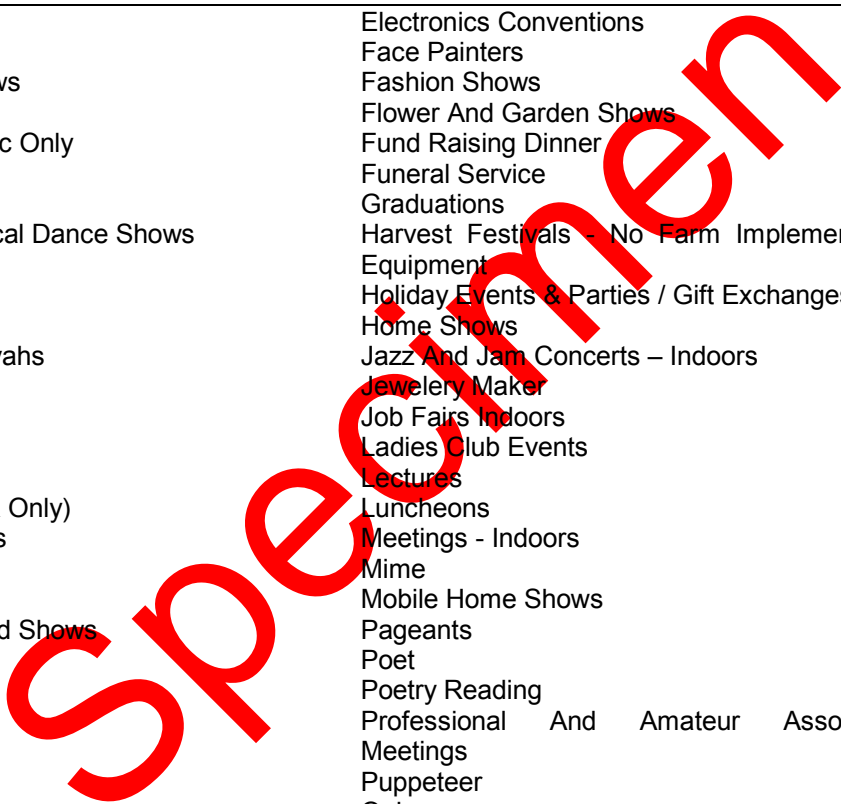 ws
c Only
cal Dance Shows
vahs
Only)
s
d Shows
Electronics Conventions
Face Painters
Fashion Shows
Flower And Garden Shows
Fund Raising Dinner
Funeral Service
Graduations
Harvest Festivals - No Farm Implemen
Equipment
Holiday Events & Parties / Gift Exchanges
Home Shows
Jazz And Jam Concerts – Indoors
Jewelery Maker
Job Fairs Indoors
Ladies Club Events
Lectures
Luncheons
Meetings - Indoors
Mime
Mobile Home Shows
Pageants
Poet
Poetry Reading
Professional And Amateur Asso
Meetings
Puppeteer
Specimen